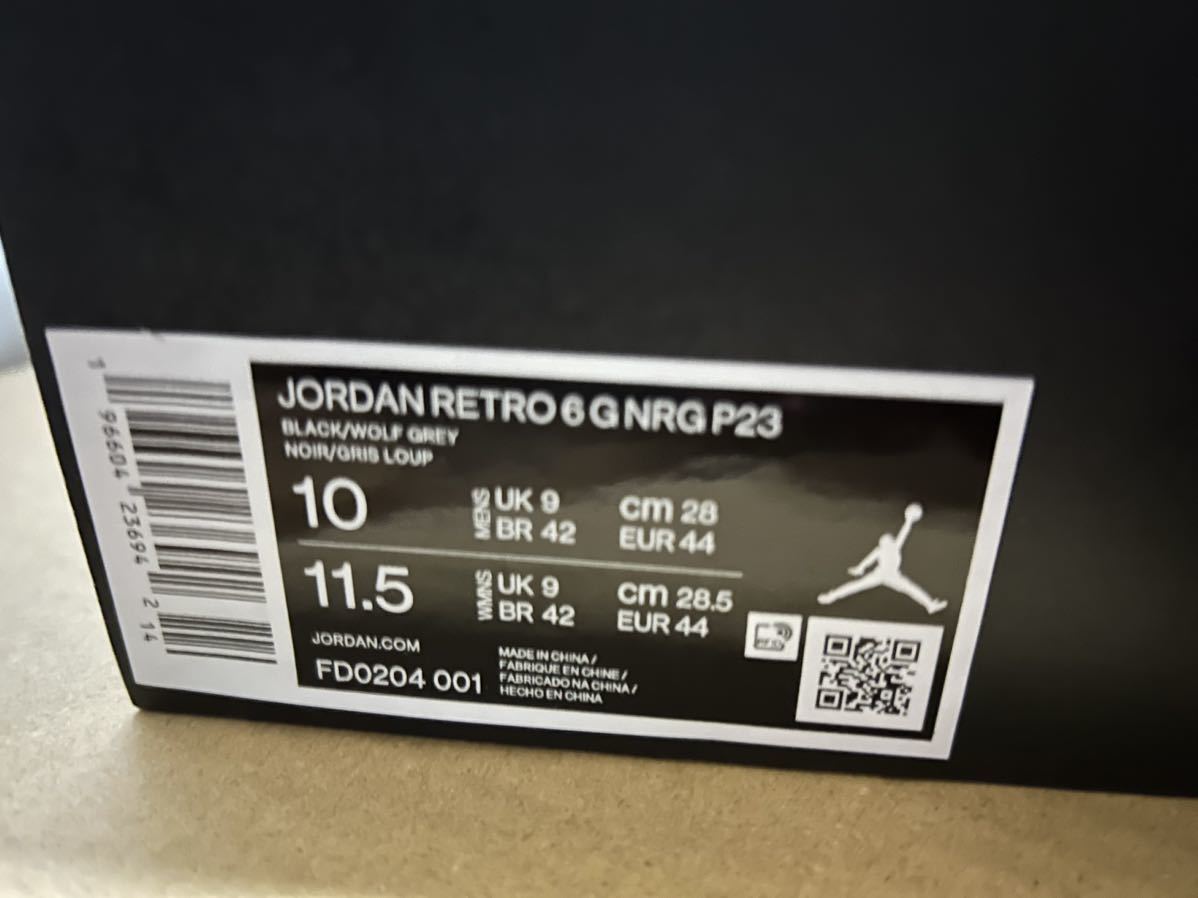 JORDAN RETRO 6 G NRG P23
BLACK/WOLF GREY
NOIR/GRIS LOUP
10
MENS
UK 9
BR 42
cm 28
EUR 44
11.5
WMNS
UK 9
BR 42
cm 28.5
EUR 44
JORDAN.COM
FD0204 001
MADE IN CHINA /
FABRIQUE EN CHINE /
FABRICADO NA CHINA /
HECHO EN CHINA
1 96604 23694 2 14